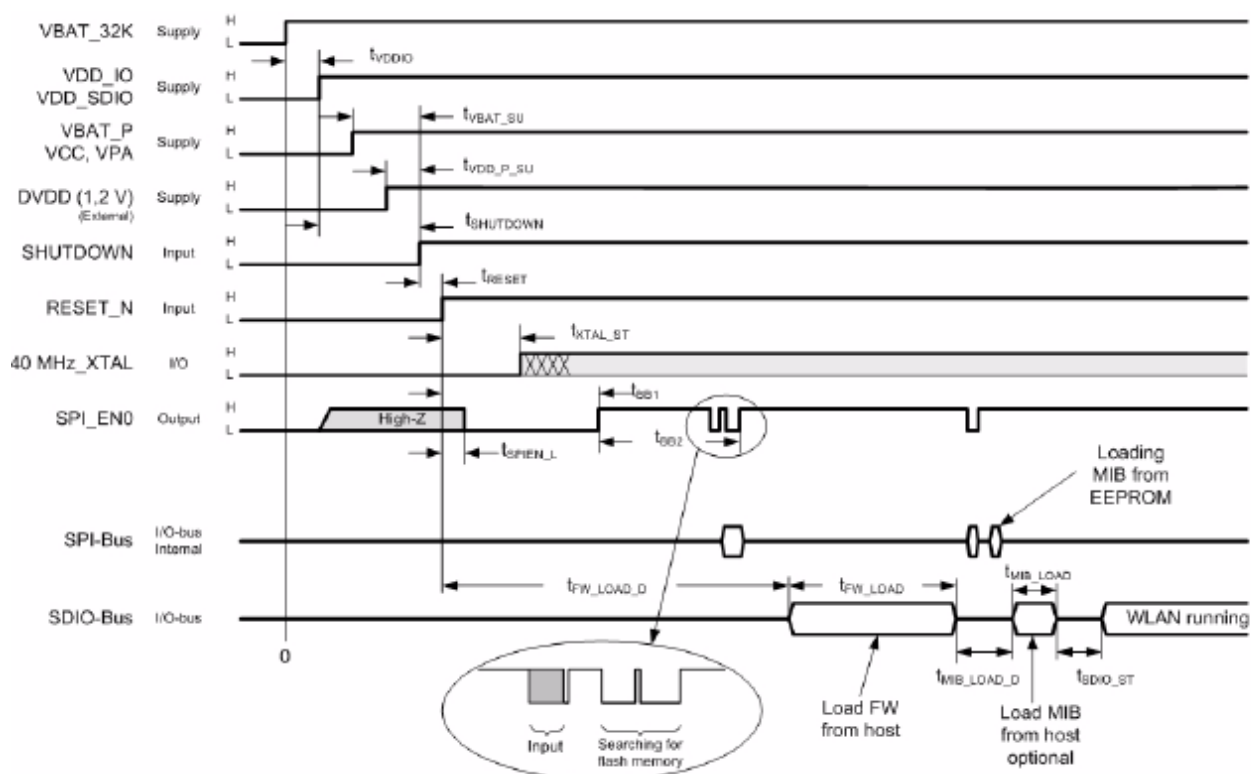 VBAT_32K Supply H
L
tVDDIO
VDD_IO
VDD_SDIO Supply H
L
tVBAT_SU
VBAT_P
VCC, VPA Supply H
L
tVDD_P_SU
DVDD (1,2 V)
(External) Supply H
L
tSHUTDOWN
SHUTDOWN Input H
L
tRESET
RESET_N Input H
L
tXTAL_ST
40 MHz_XTAL I/O H
L
tBB1
SPI_EN0 Output H
L
High-Z
tBB2
tSPIEN_L
Loading
MIB from
EEPROM
SPI-Bus I/O-bus
Internal
tFW_LOAD_D tFW_LOAD tMIB_LOAD
SDIO-Bus I/O-bus WLAN running
0
tMIB_LOAD_D tSDIO_ST
Load FW
from host
Load MIB
from host
optional
Input
Searching for
flash memory